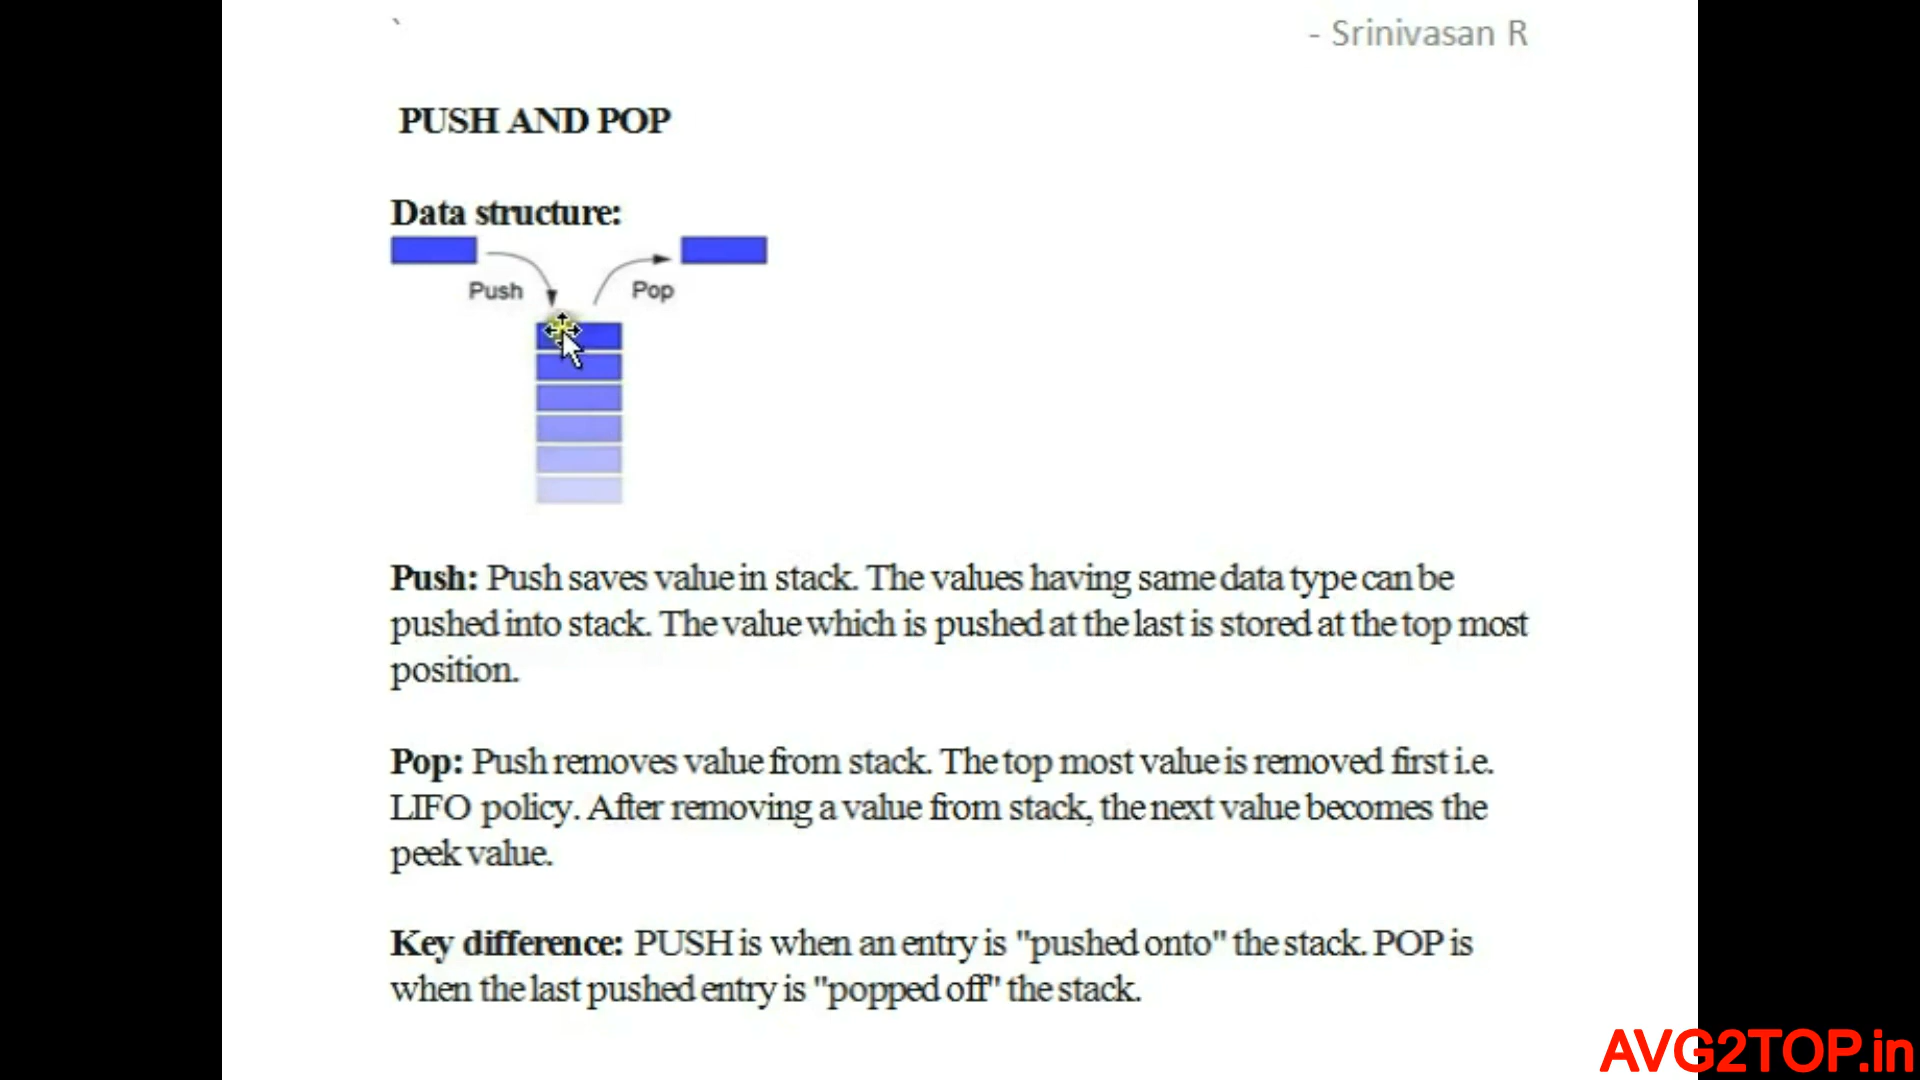 `
- Srinivasan R
PUSH AND POP
Data structure:
Push
Pop
Push: Push saves value in stack. The values having same data type can be
pushed into stack. The value which is pushed at the last is stored at the top most
position.
Pop: Push removes value from stack. The top most value is removed first i.e.
LIFO policy. After removing a value from stack, the next value becomes the
peek value.
Key difference: PUSH is when an entry is "pushed onto" the stack. POP is
when the last pushed entry is "popped off" the stack.
AVG2TOP.in